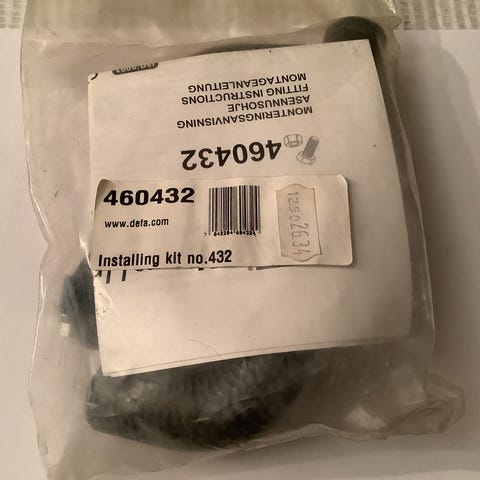 MONTERINGSANVISNING
ASENNUSOHJE
FITTING INSTRUCTIONS
MONTAGEANLEITUNG
460432
460432
www.defa.com
Installing kit no.432
12502634